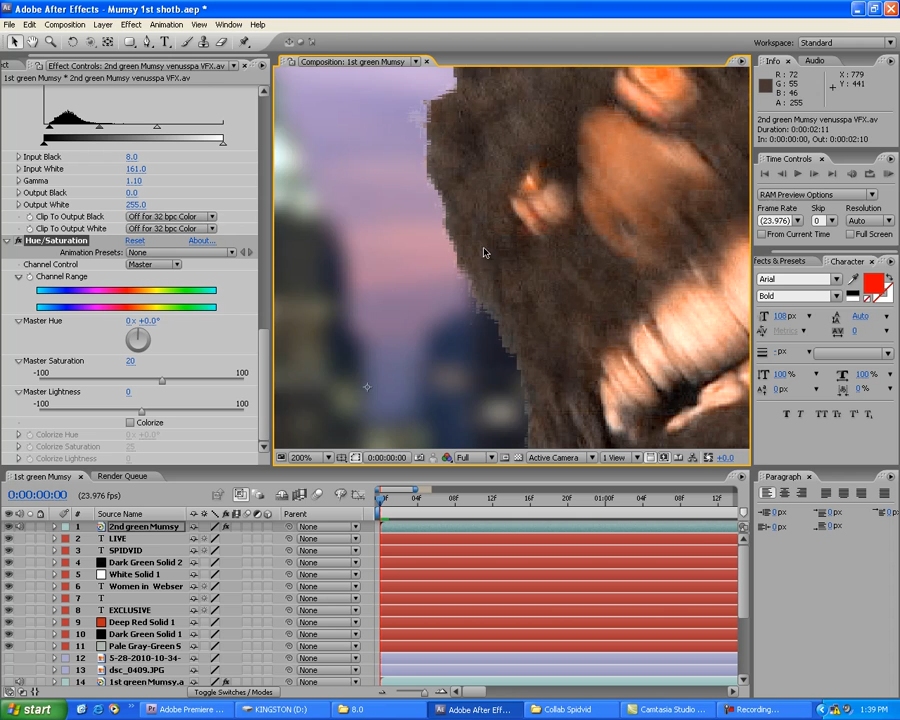 Adobe After Effects - Mumsy 1st shotb.aep *
File Edit Composition Layer Effect Animation View Window Help
Workspace: Standard
Effect Controls: 2nd green Mumsy venusspa VFX.av
1st green Mumsy * 2nd green Mumsy venusspa VFX.av
Input Black 8.0
Input White 161.0
Gamma 1.10
Output Black 0.0
Output White 255.0
Clip To Output Black Off for 32 bpc Color
Clip To Output White Off for 32 bpc Color
Hue/Saturation Reset About...
Animation Presets: None
Channel Control Master
Channel Range
Master Hue 0 x +0.0°
Master Saturation 20
-100 100
Master Lightness 0
-100 100
Colorize
Colorize Hue 0 x +0.0°
Colorize Saturation 25
Colorize Lightness 0
Composition: 1st green Mumsy
200% 0:00:00:00 Full Active Camera 1 View +0.0
Info Audio
R : 72 X : 779
G : 55 Y : 441
B : 46
A : 255
2nd green Mumsy venusspa VFX.av
Duration: 0:00:02:11
In: 0:00:00:00, Out: 0:00:02:10
Time Controls
RAM Preview Options
Frame Rate Skip Resolution
(23.976) 0 Auto
From Current Time Full Screen
ffects & Presets Character
Arial
Bold
108 px Auto
Metrics 0
- px
100 % 100 %
0 px 0 %
T T TT Tr T¹ T₁
Paragraph
0 px 0 px 0 px
0 px 0 px
1st green Mumsy Render Queue
0:00:00:00 (23.976 fps)
# Source Name Parent
04F 08F 12F 16F 20F 01:00F 04F 08F 12F
1 2nd green Mumsy None
2 LIVE None
3 SPIDVID None
4 Dark Green Solid 2 None
5 White Solid 1 None
6 Women in Webser None
7 None
8 EXCLUSIVE None
9 Deep Red Solid 1 None
10 Dark Green Solid 1 None
11 Pale Gray-Green S None
12 5-28-2010-10-34- None
13 dsc_0409.JPG None
14 1st green Mumsy.a None
Toggle Switches / Modes
start Adobe Premiere ... KINGSTON (D:) 8.0 Adobe After Eff... Collab Spidvid Camtasia Studio ... Recording... 1:39 PM